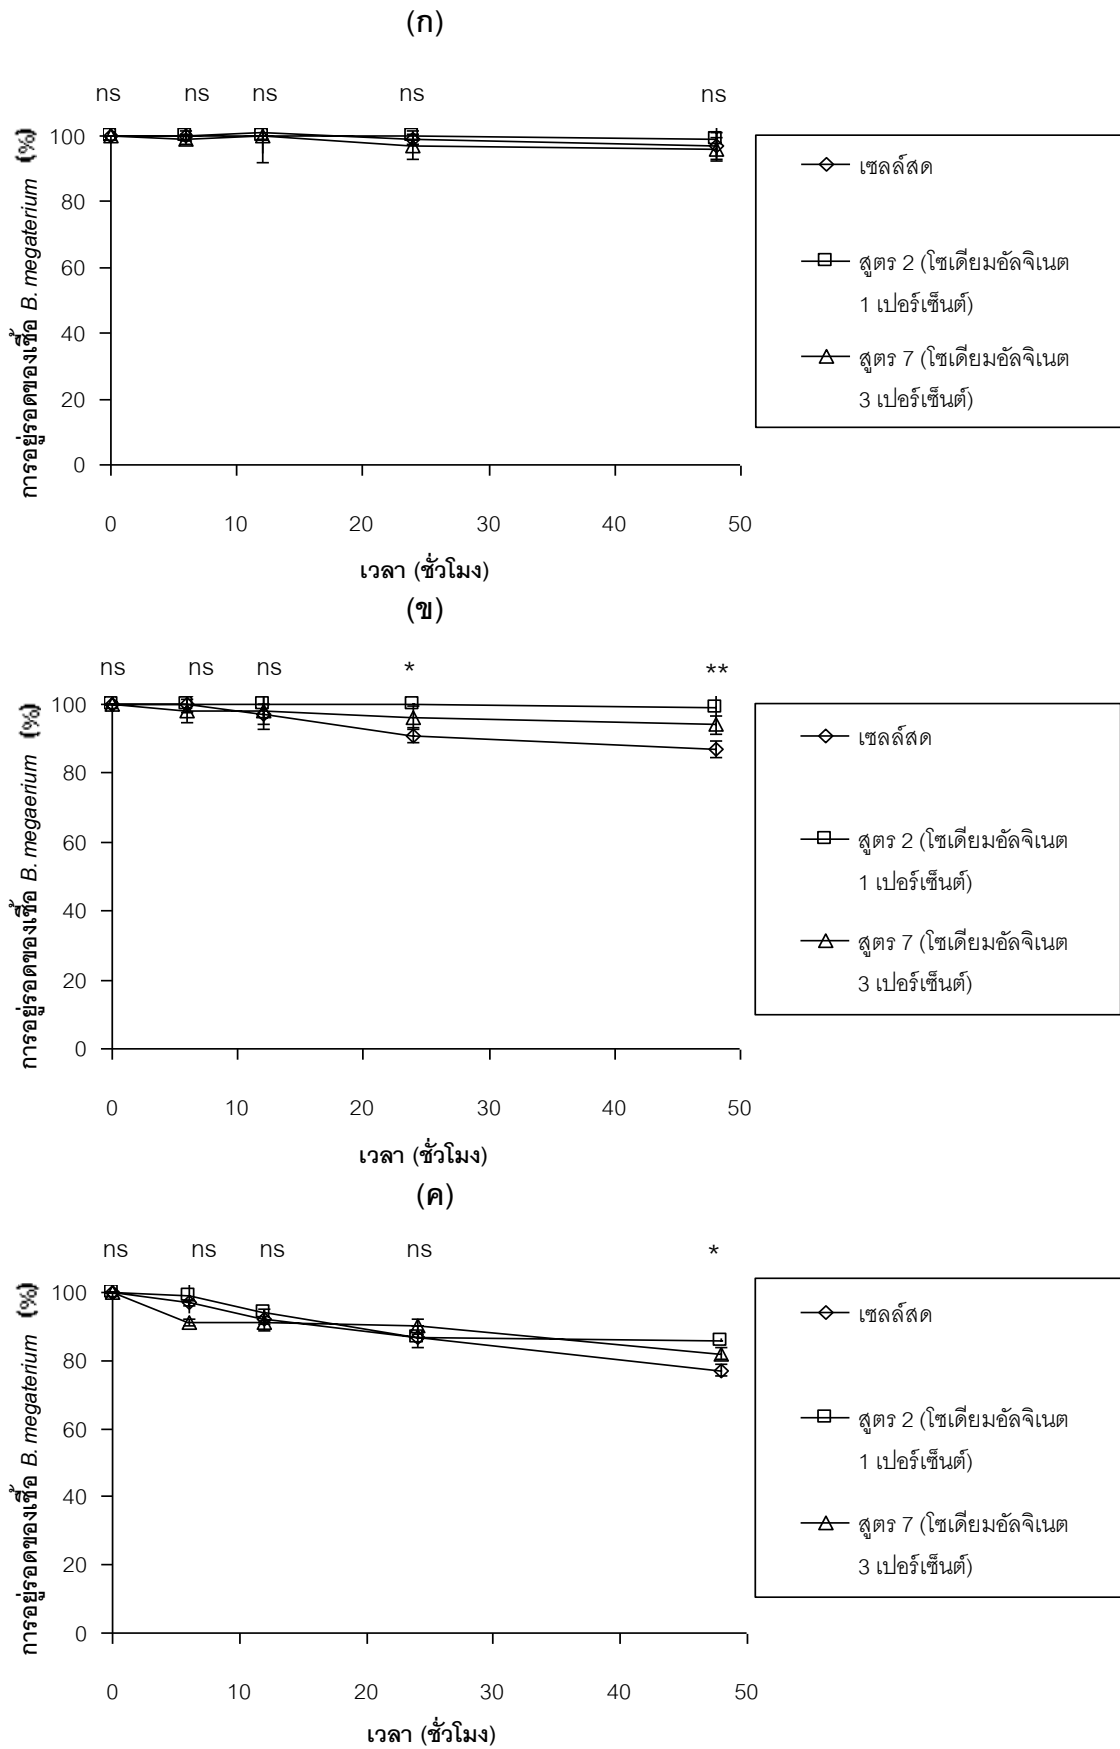 (ก)
ns ns ns ns ns
การอยู่รอดของเชื้อ B. megaterium (%)
100
80
60
40
20
0
0 10 20 30 40 50
เวลา (ชั่วโมง)
เซลล์สด
สูตร 2 (โซเดียมอัลจิเนต
1 เปอร์เซ็นต์)
สูตร 7 (โซเดียมอัลจิเนต
3 เปอร์เซ็นต์)
(ข)
ns ns ns * **
การอยู่รอดของเชื้อ B. megaerium (%)
100
80
60
40
20
0
0 10 20 30 40 50
เวลา (ชั่วโมง)
เซลล์สด
สูตร 2 (โซเดียมอัลจิเนต
1 เปอร์เซ็นต์)
สูตร 7 (โซเดียมอัลจิเนต
3 เปอร์เซ็นต์)
(ค)
ns ns ns ns *
การอยู่รอดของเชื้อ B. megaterium (%)
100
80
60
40
20
0
0 10 20 30 40 50
เวลา (ชั่วโมง)
เซลล์สด
สูตร 2 (โซเดียมอัลจิเนต
1 เปอร์เซ็นต์)
สูตร 7 (โซเดียมอัลจิเนต
3 เปอร์เซ็นต์)